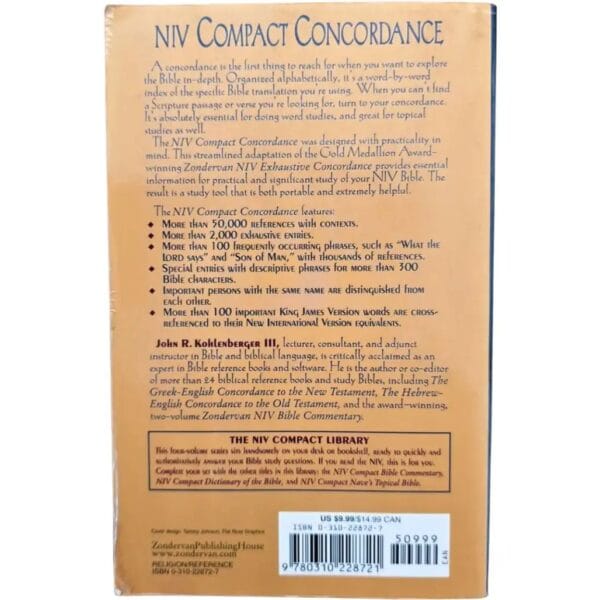 NIV COMPACT CONCORDANCE
A concordance is the first thing to reach for when you want to explore
the Bible in-depth. Organized alphabetically, it's a word-by-word
index of the specific Bible translation you're using. When you can't find
a Scripture passage or verse you're looking for, turn to your concordance.
It's absolutely essential for doing word studies, and great for topical
studies as well.
The NIV Compact Concordance was designed with practicality in
mind. This streamlined adaptation of the Gold Medallion Award-
winning Zondervan NIV Exhaustive Concordance provides essential
information for practical and significant study of your NIV Bible. The
result is a study tool that is both portable and extremely helpful.
The NIV Compact Concordance features:
◆ More than 50,000 references with contexts.
◆ More than 2,000 exhaustive entries.
◆ More than 100 frequently occurring phrases, such as "What the
LORD says" and "Son of Man," with thousands of references.
◆ Special entries with descriptive phrases for more than 300
Bible characters.
◆ Important persons with the same name are distinguished from
each other.
◆ More than 100 important King James Version words are cross-
referenced to their New International Version equivalents.
John R. Kohlenberger III, lecturer, consultant, and adjunct
instructor in Bible and biblical language, is critically acclaimed as an
expert in Bible reference books and software. He is the author or co-editor
of more than 24 biblical reference books and study Bibles, including The
Greek-English Concordance to the New Testament, The Hebrew-
English Concordance to the Old Testament, and the award-winning,
two-volume Zondervan NIV Bible Commentary.
THE NIV COMPACT LIBRARY
This four-volume series sits handsomely on your desk or bookshelf, ready to quickly and
authoritatively answer your Bible study questions. If you read the NIV, this is for you.
Complete your set with the other titles in this library: the NIV Compact Bible Commentary,
NIV Compact Dictionary of the Bible, and NIV Compact Nave's Topical Bible.
Cover design: Tammy Johnson, Flat River Graphics
ZondervanPublishingHouse
www.zondervan.com
RELIGION/REFERENCE
ISBN 0-310-22872-7
US $9.99/$14.99 CAN
ISBN 0-310-22872-7
50999
9 780310 228721
EAN